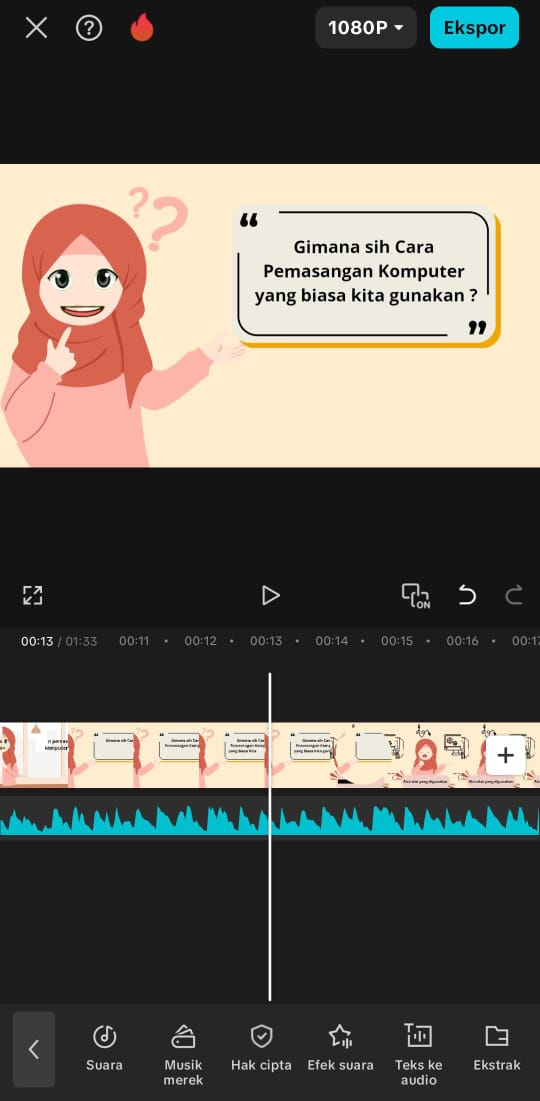 1080P
Ekspor
??
“
Gimana sih Cara
Pemasangan Komputer
yang biasa kita gunakan ?
”
ON
00:13 / 01:33 00:11 • 00:12 • 00:13 • 00:14 • 00:15 • 00:16 •
Suara
Musik
merek
Hak cipta
Efek suara
Teks ke
audio
Ekstrak